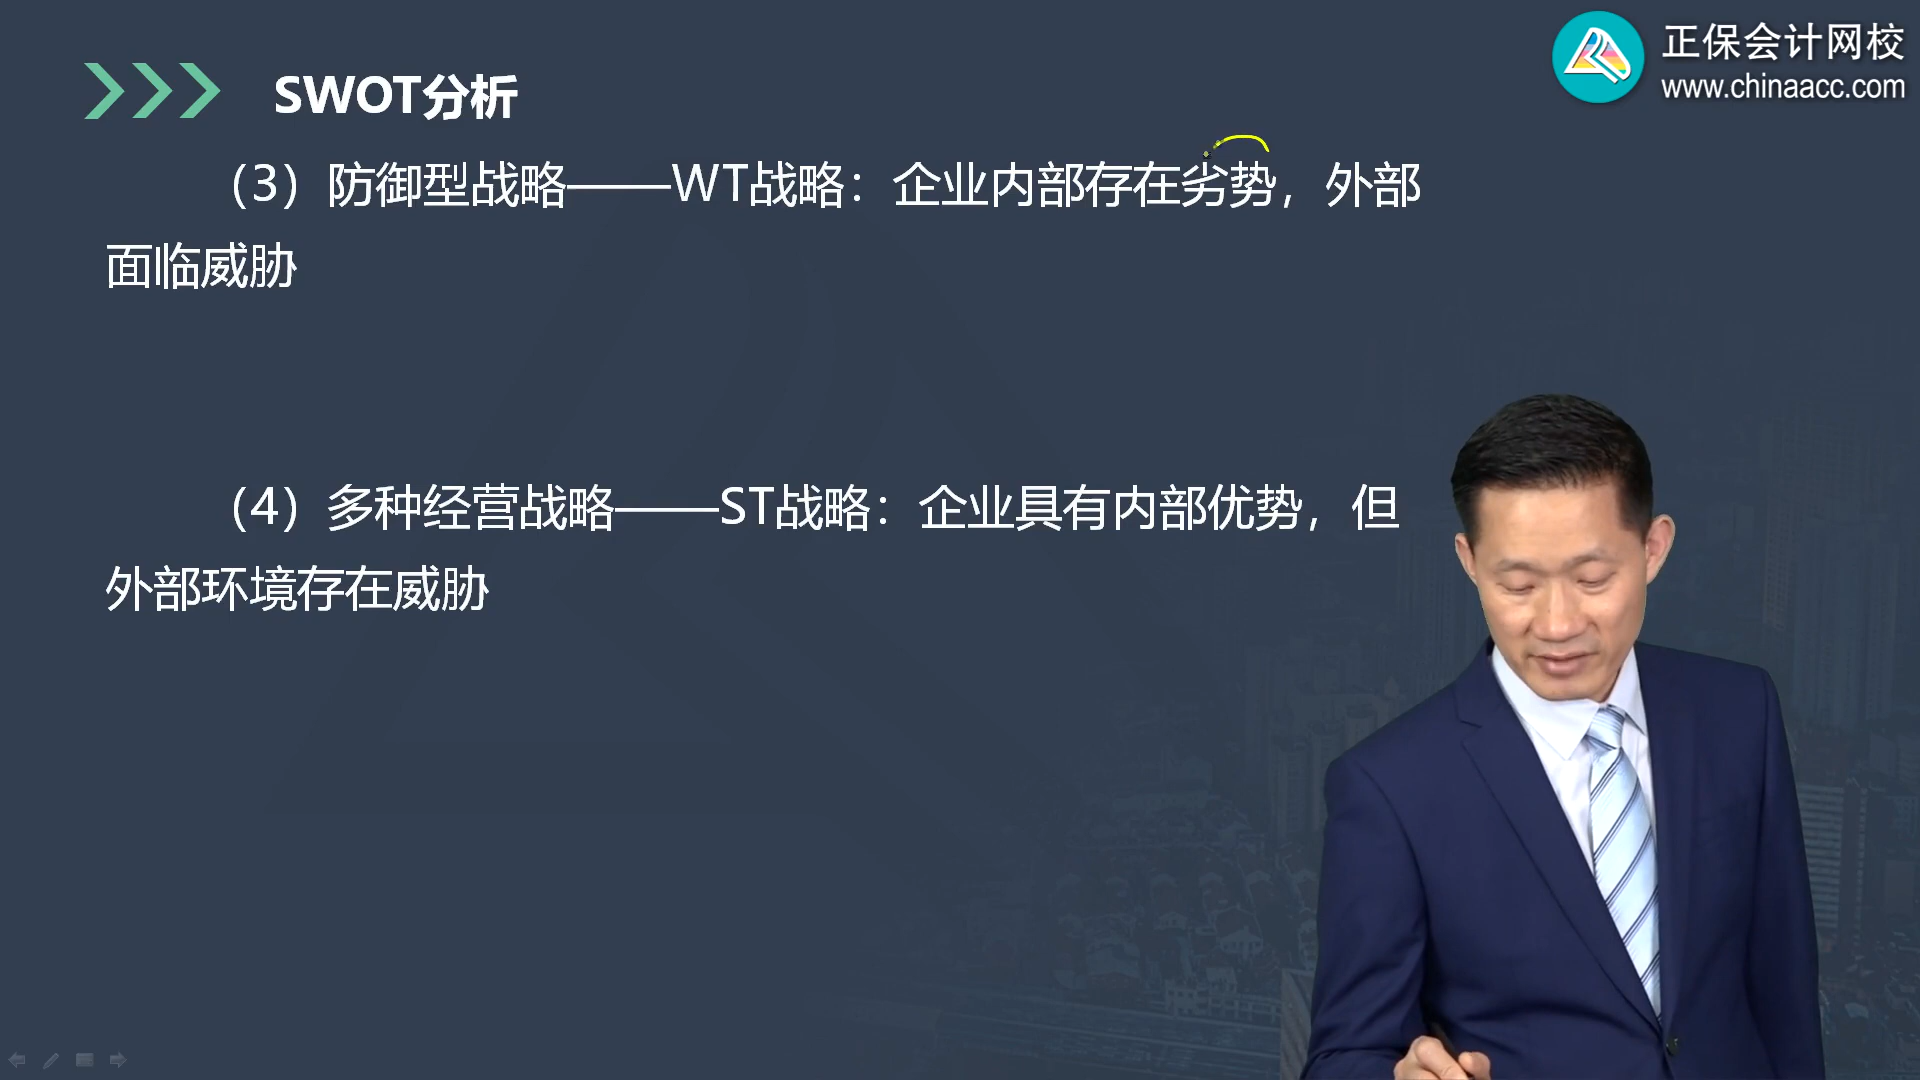 正保会计网校
www.chinaacc.com
SWOT分析
（3）防御型战略——WT战略：企业内部存在劣势，外部
面临威胁
（4）多种经营战略——ST战略：企业具有内部优势，但
外部环境存在威胁